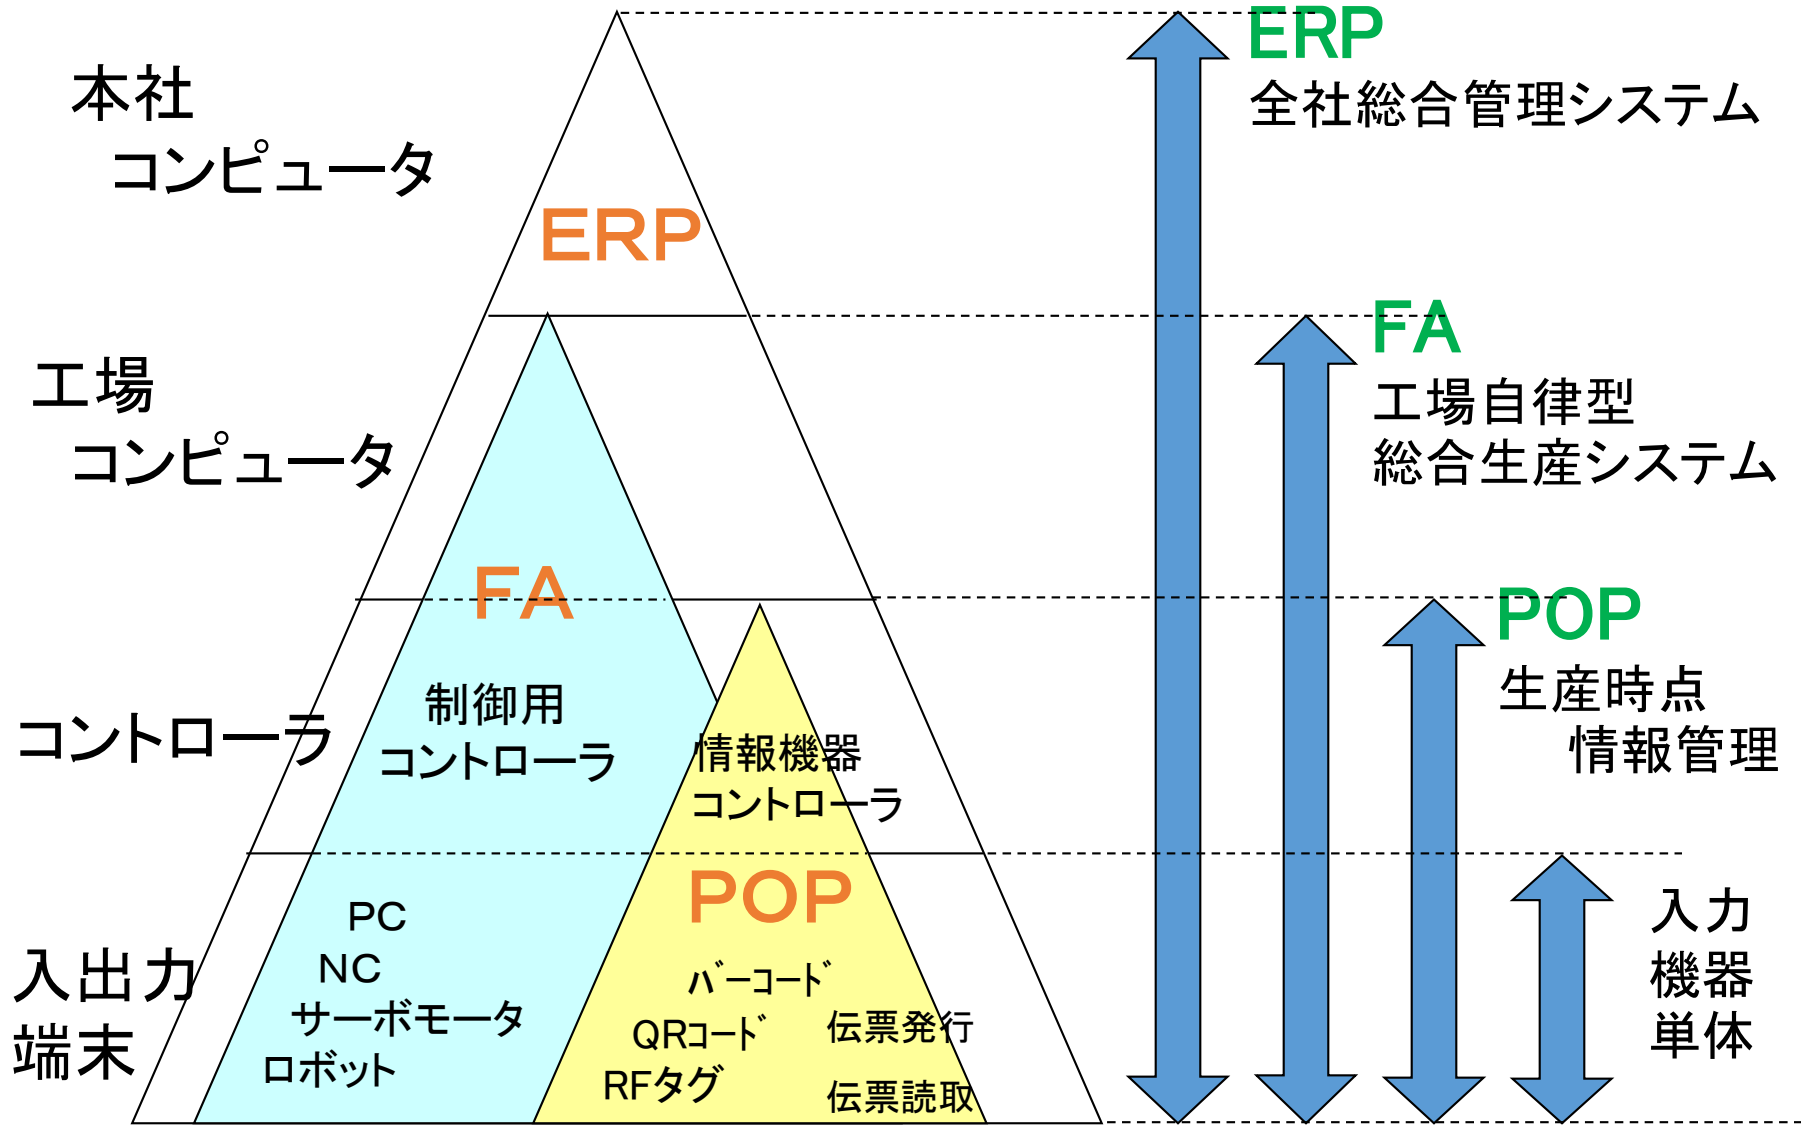 本社
コンピュータ
工場
コンピュータ
コントローラ
入出力
端末
ERP
FA
制御用
コントローラ
情報機器
コントローラ
POP
PC
NC
サーボモータ
ロボット
ﾊﾞｰコｰﾄﾞ
QRコｰﾄﾞ
RFタグ
伝票発行
伝票読取
ERP
全社総合管理システム
FA
工場自律型
総合生産システム
POP
生産時点
情報管理
入力
機器
単体